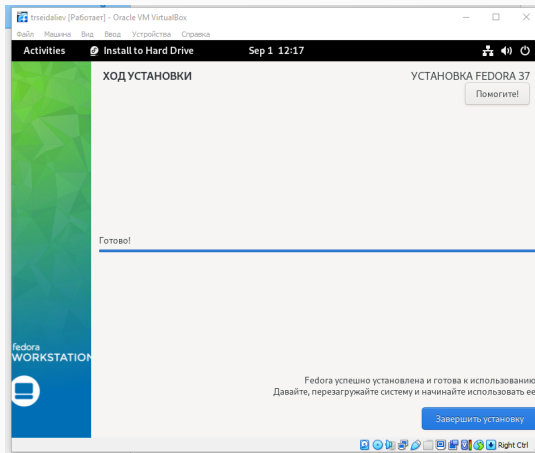 trseidaliev [Работает] - Oracle VM VirtualBox
Файл Машина Вид Ввод Устройства Справка
Activities Install to Hard Drive Sep 1 12:17
ХОД УСТАНОВКИ
УСТАНОВКА FEDORA 37
Помогите!
Готово!
fedora
WORKSTATION
Fedora успешно установлена и готова к использованию
Давайте, перезагружайте систему и начинайте использовать ее
Завершить установку
Right Ctrl